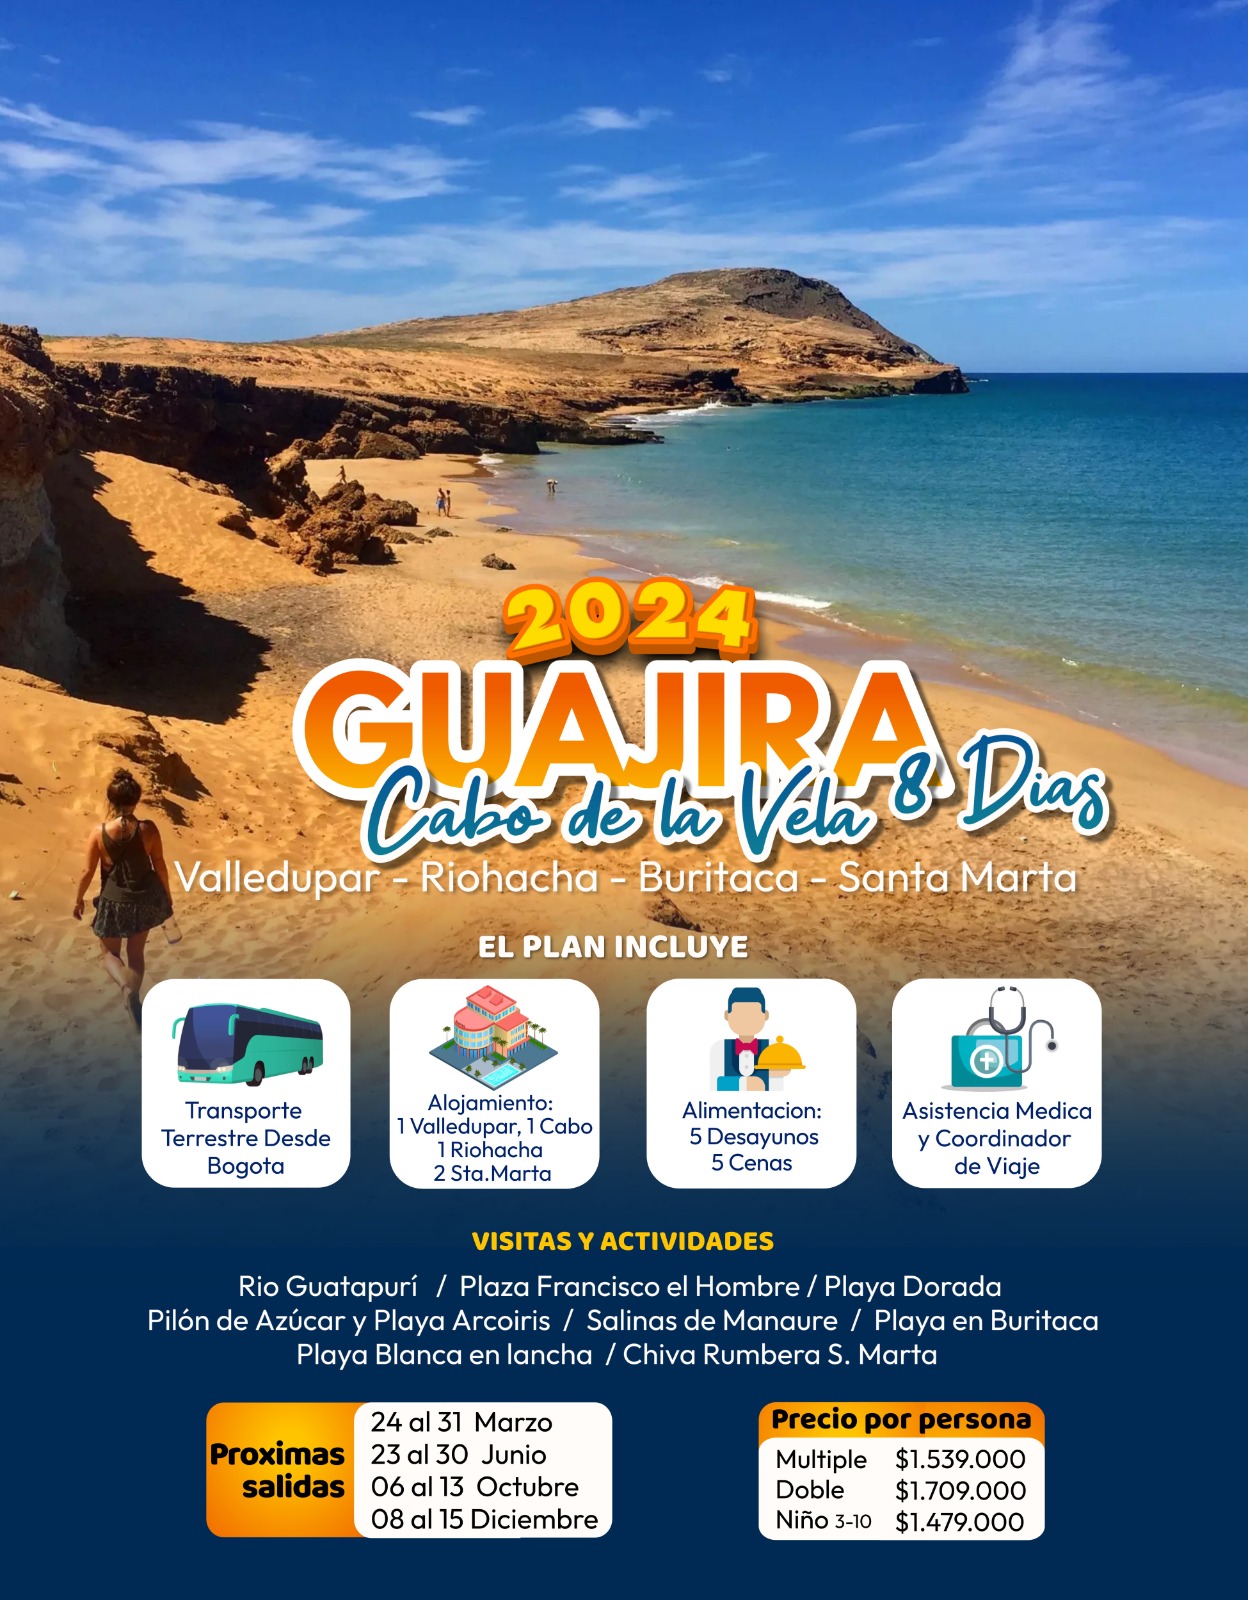 2024
GUAJIRA
Cabo de la Vela 8 Dias
Valledupar - Riohacha - Buritaca - Santa Marta
EL PLAN INCLUYE
Transporte
Terrestre Desde
Bogota
Alojamiento:
1 Valledupar, 1 Cabo
1 Riohacha
2 Sta.Marta
Alimentacion:
5 Desayunos
5 Cenas
Asistencia Medica
y Coordinador
de Viaje
VISITAS Y ACTIVIDADES
Rio Guatapurí / Plaza Francisco el Hombre / Playa Dorada
Pilón de Azúcar y Playa Arcoiris / Salinas de Manaure / Playa en Buritaca
Playa Blanca en lancha / Chiva Rumbera S. Marta
Proximas
salidas
24 al 31 Marzo
23 al 30 Junio
06 al 13 Octubre
08 al 15 Diciembre
Precio por persona
Multiple $1.539.000
Doble $1.709.000
Niño 3-10 $1.479.000